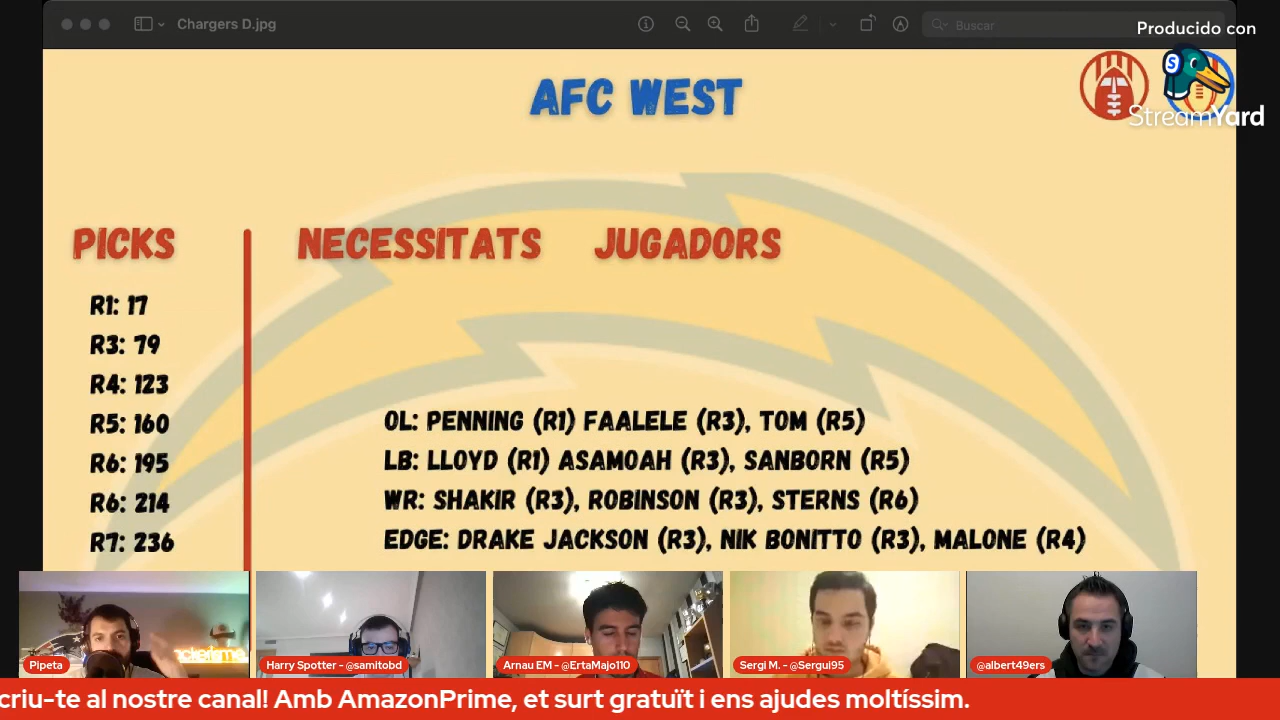 Chargers D.jpg
Buscar
Producido con
StreamYard
S
AFC WEST
PICKS
NECESSITATS
JUGADORS
R1: 17
R3: 79
R4: 123
R5: 160
R6: 195
R6: 214
R7: 236
OL: PENNING (R1) FAALELE (R3), TOM (R5)
LB: LLOYD (R1) ASAMOAH (R3), SANBORN (R5)
WR: SHAKIR (R3), ROBINSON (R3), STERNS (R6)
EDGE: DRAKE JACKSON (R3), NIK BONITTO (R3), MALONE (R4)
Pipeta
Harry Spotter - @samitobd
Arnau EM - @ErtaMajo110
Sergi M. - @Sergui95
@albert49ers
criu-te al nostre canal! Amb AmazonPrime, et surt gratuït i ens ajudes moltíssim.